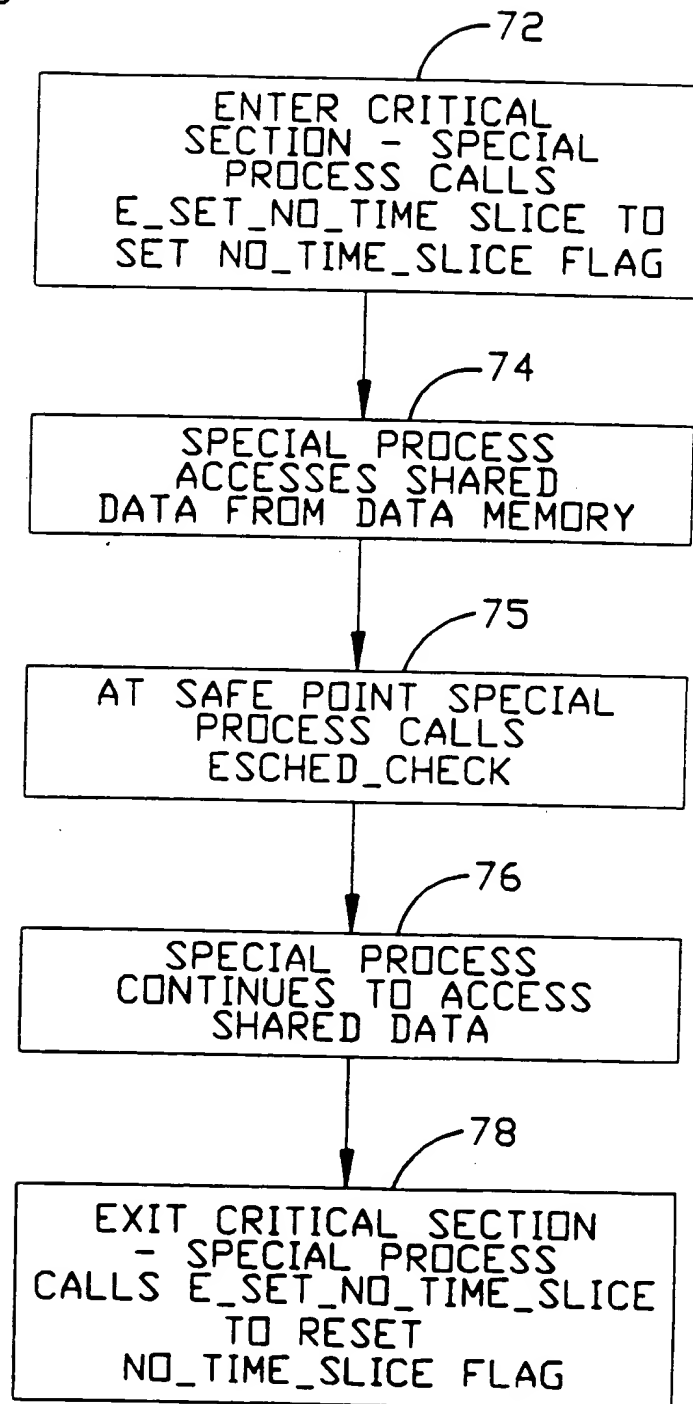 72
ENTER CRITICAL
SECTION - SPECIAL
PROCESS CALLS
E_SET_NO_TIME SLICE TO
SET NO_TIME_SLICE FLAG
74
SPECIAL PROCESS
ACCESSES SHARED
DATA FROM DATA MEMORY
75
AT SAFE POINT SPECIAL
PROCESS CALLS
ESCHED_CHECK
76
SPECIAL PROCESS
CONTINUES TO ACCESS
SHARED DATA
78
EXIT CRITICAL SECTION
- SPECIAL PROCESS
CALLS E_SET_NO_TIME_SLICE
TO RESET
NO_TIME_SLICE FLAG